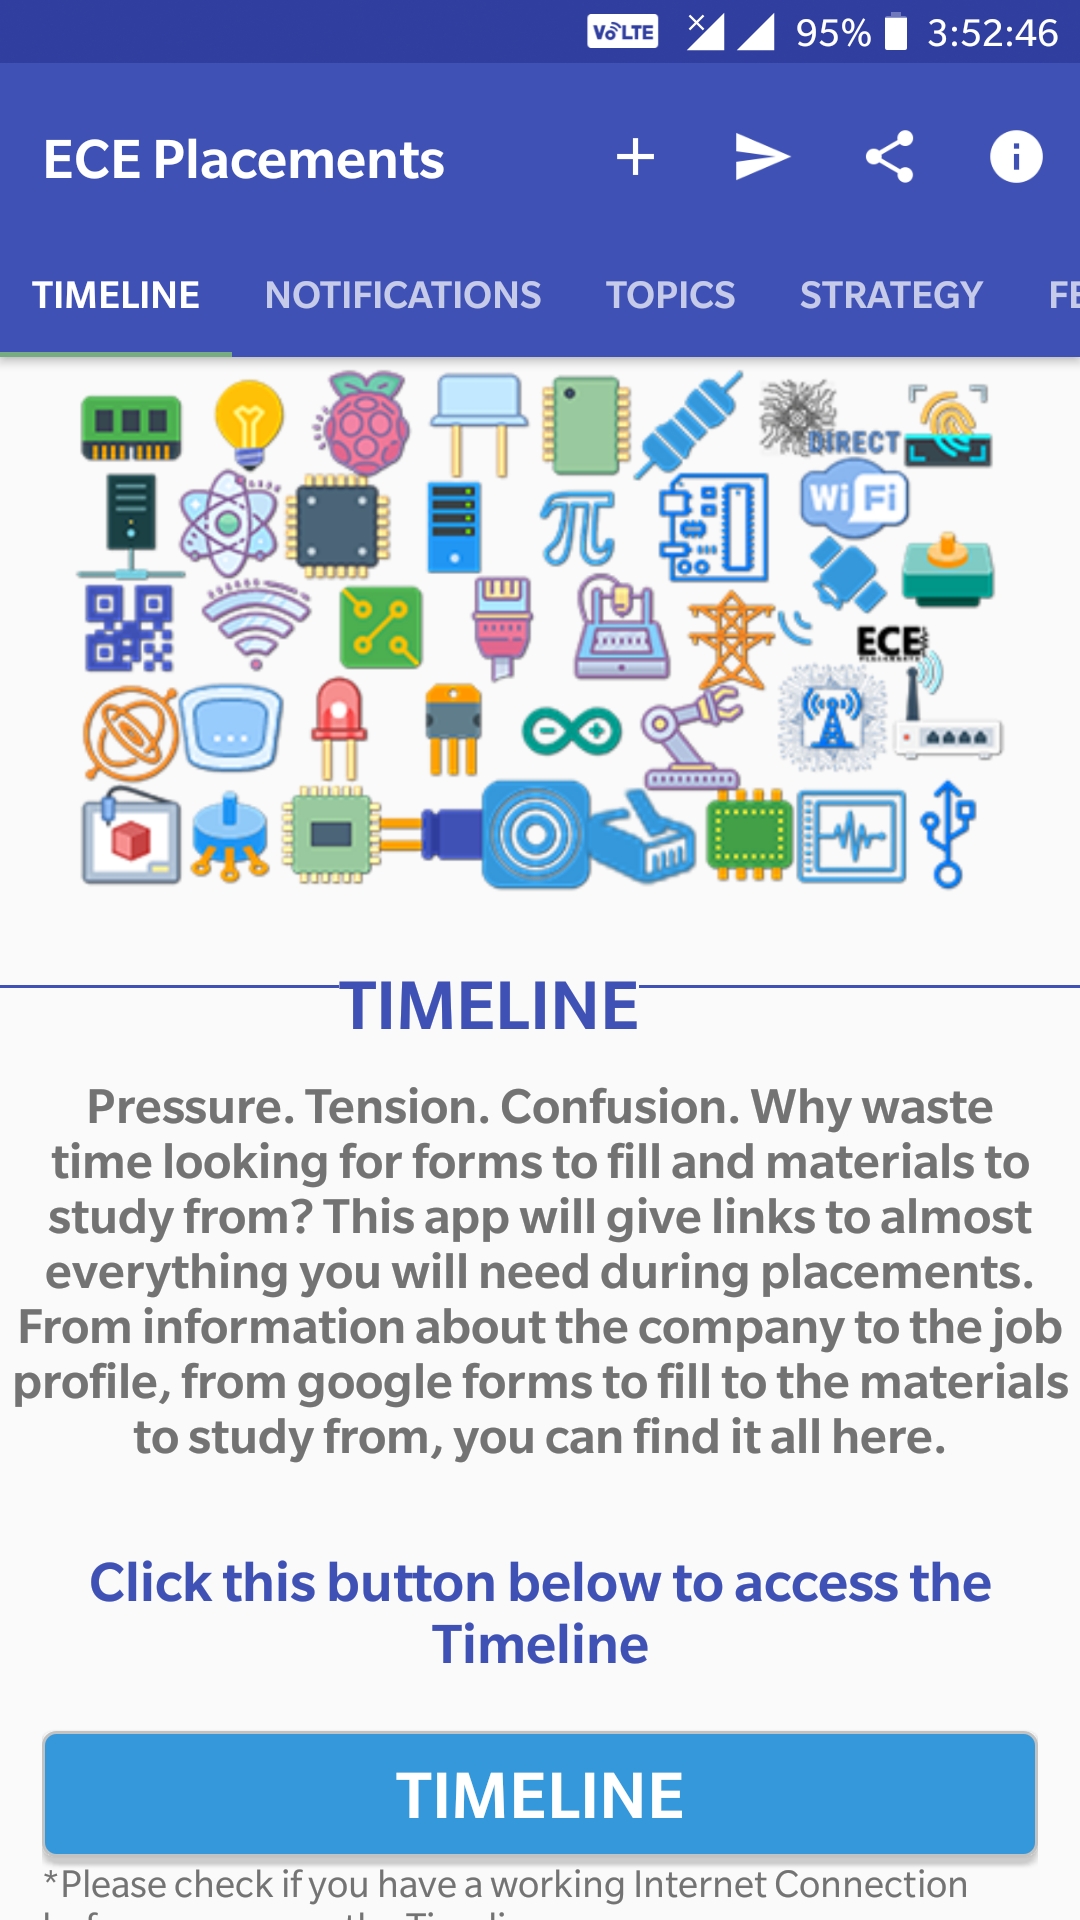 VoLTE 95% 3:52:46
ECE Placements
TIMELINE NOTIFICATIONS TOPICS STRATEGY FE
DIRECT
Wi Fi
ECE
TIMELINE
Pressure. Tension. Confusion. Why waste
time looking for forms to fill and materials to
study from? This app will give links to almost
everything you will need during placements.
From information about the company to the job
profile, from google forms to fill to the materials
to study from, you can find it all here.
Click this button below to access the
Timeline
TIMELINE
*Please check if you have a working Internet Connection